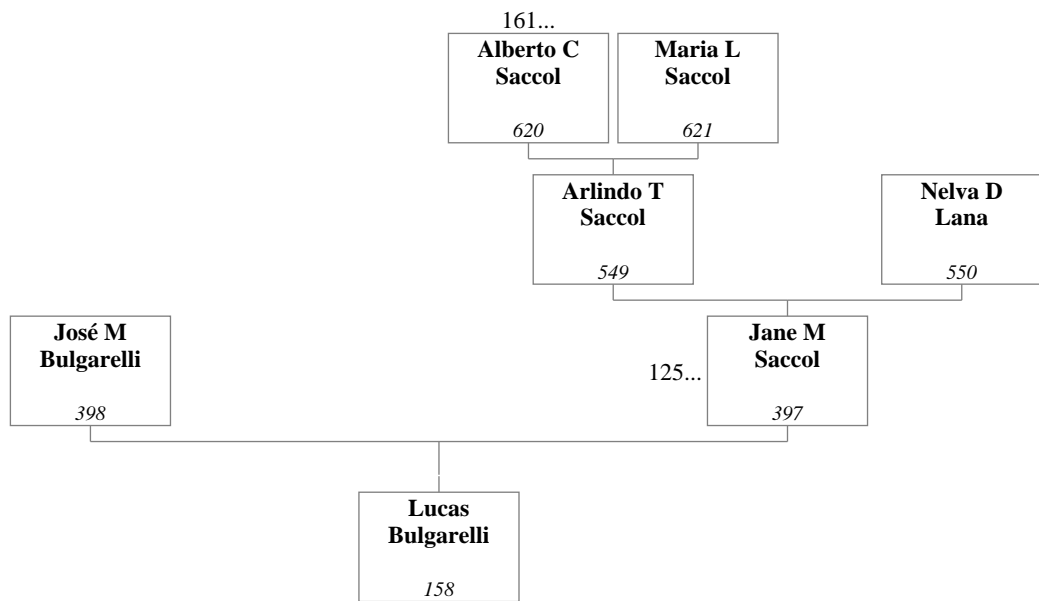 161...
Alberto C
Saccol
620
Maria L
Saccol
621
Arlindo T
Saccol
549
Nelva D
Lana
550
José M
Bulgarelli
398
125...
Jane M
Saccol
397
Lucas
Bulgarelli
158